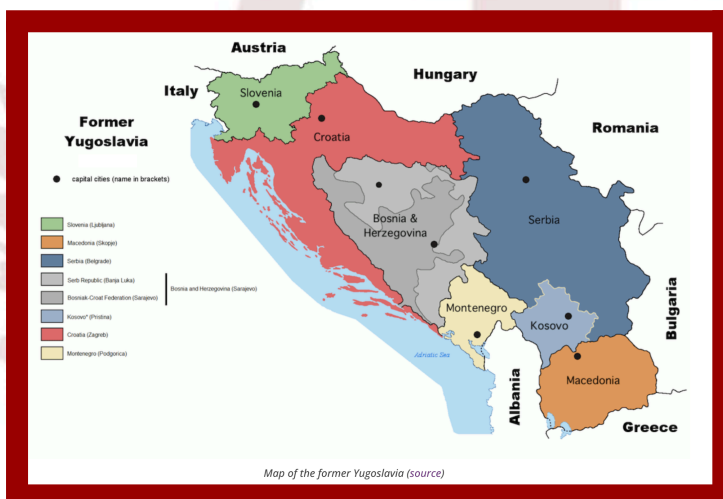 Austria
Hungary
Italy
Slovenia
Former
Yugoslavia
Romania
Croatia
capital cities (name in brackets)
Bosnia &
Herzegovina
Serbia
Slovenia (Ljubljana)
Macedonia (Skopje)
Serbia (Belgrade)
Serb Republic (Banja Luka)
Bosniak-Croat Federation (Sarajevo)
Bosna and Herzegovina (Sarajevo)
Kosovo* (Pristina)
Croatia (Zagreb)
Montenegro (Podgorica)
Montenegro
Kosovo
Bulgaria
Adriatic Sea
Albania
Macedonia
Greece
Map of the former Yugoslavia (source)